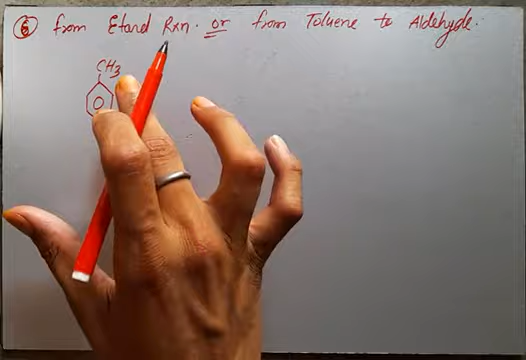 ⑥ from Etard Rxn. or from Toluene to Aldehyde.
CH3